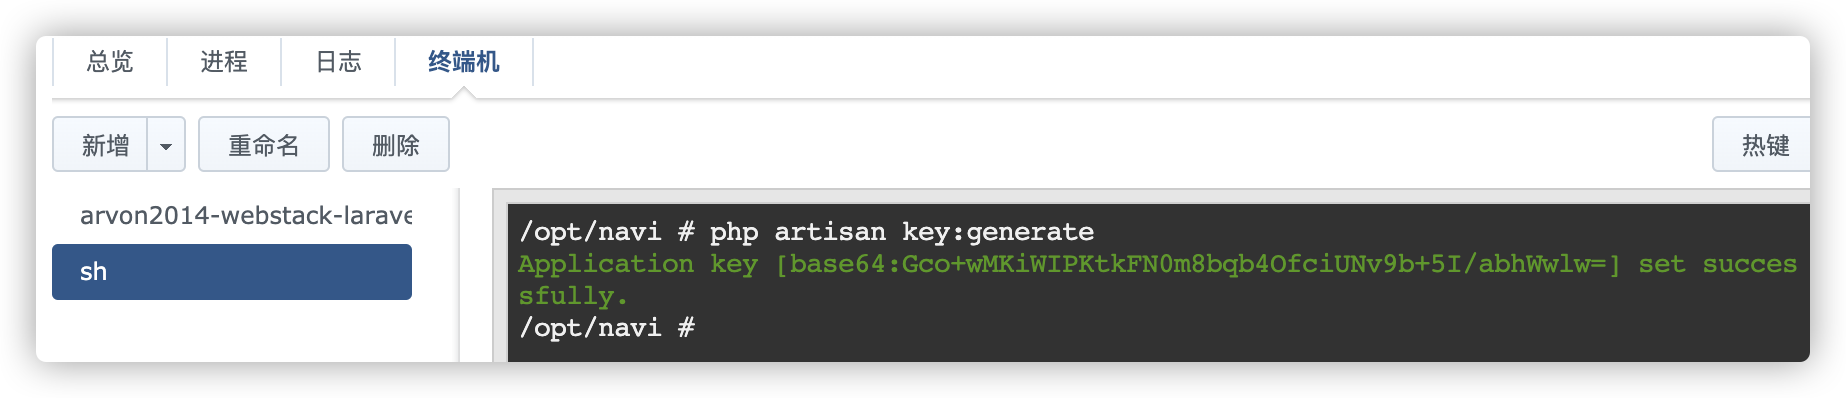 总览 进程 日志 终端机
新增 重命名 删除 热键
arvon2014-webstack-larave
sh
/opt/navi # php artisan key:generate
Application key [base64:Gco+wMKiWIPKtkFN0m8bqb4OfciUNv9b+5I/abhWwlw=] set succes
sfully.
/opt/navi #